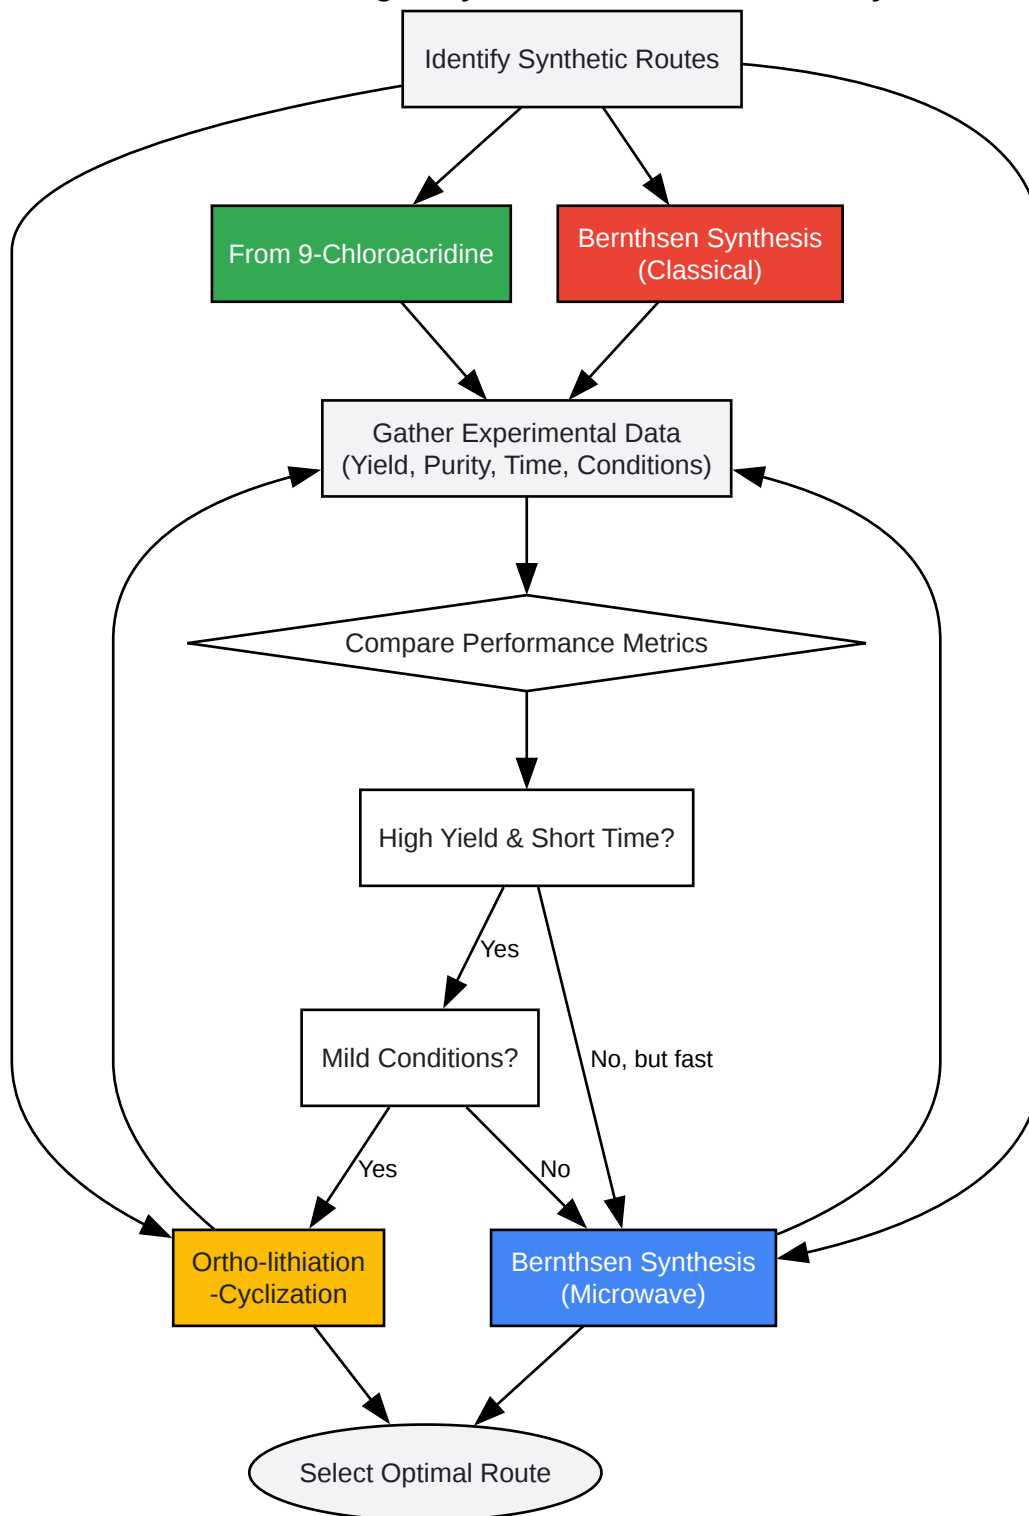 Identify Synthetic Routes
From 9-Chloroacridine
Bernthsen Synthesis
(Classical)
Gather Experimental Data
(Yield, Purity, Time, Conditions)
Compare Performance Metrics
High Yield & Short Time?
Yes
Mild Conditions?
No, but fast
Yes
No
Ortho-lithiation
-Cyclization
Bernthsen Synthesis
(Microwave)
Select Optimal Route